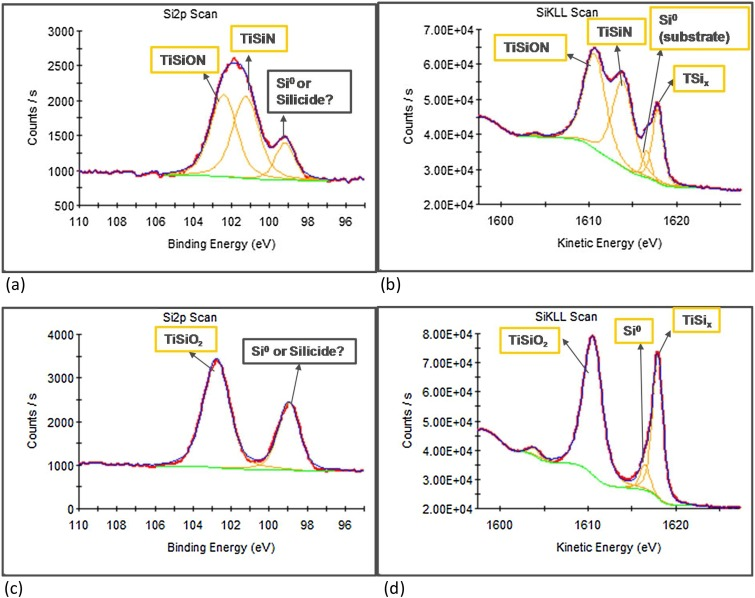 Si2p Scan
3000
2500
2000
1500
1000
500
Counts / s
TiSiON
TiSiN
Si⁰ or
Silicide?
110 108 106 104 102 100 98 96
Binding Energy (eV)
(a)
SiKLL Scan
7.00E+04
6.00E+04
5.00E+04
4.00E+04
3.00E+04
2.00E+04
Counts / s
TiSiON
TiSiN
Si⁰
(substrate)
TSiₓ
1600 1610 1620
Kinetic Energy (eV)
(b)
Si2p Scan
4000
3000
2000
1000
0
Counts / s
TiSiO₂
Si⁰ or Silicide?
110 108 106 104 102 100 98 96
Binding Energy (eV)
(c)
SiKLL Scan
8.00E+04
7.00E+04
6.00E+04
5.00E+04
4.00E+04
3.00E+04
2.00E+04
Counts / s
TiSiO₂
Si⁰
TiSiₓ
1600 1610 1620
Kinetic Energy (eV)
(d)